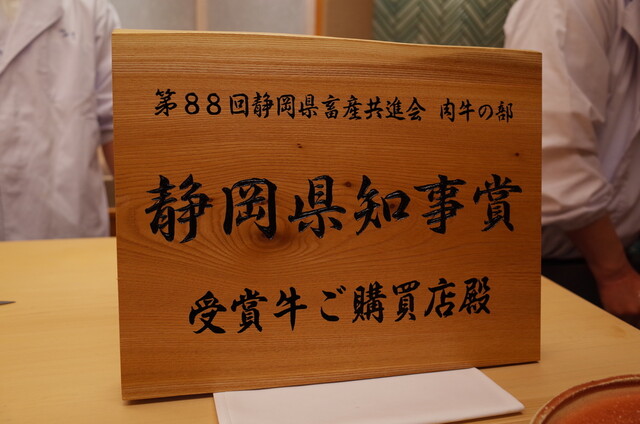 第88回静岡県畜産共進会 肉牛の部
静岡県知事賞
受賞牛ご購買店殿